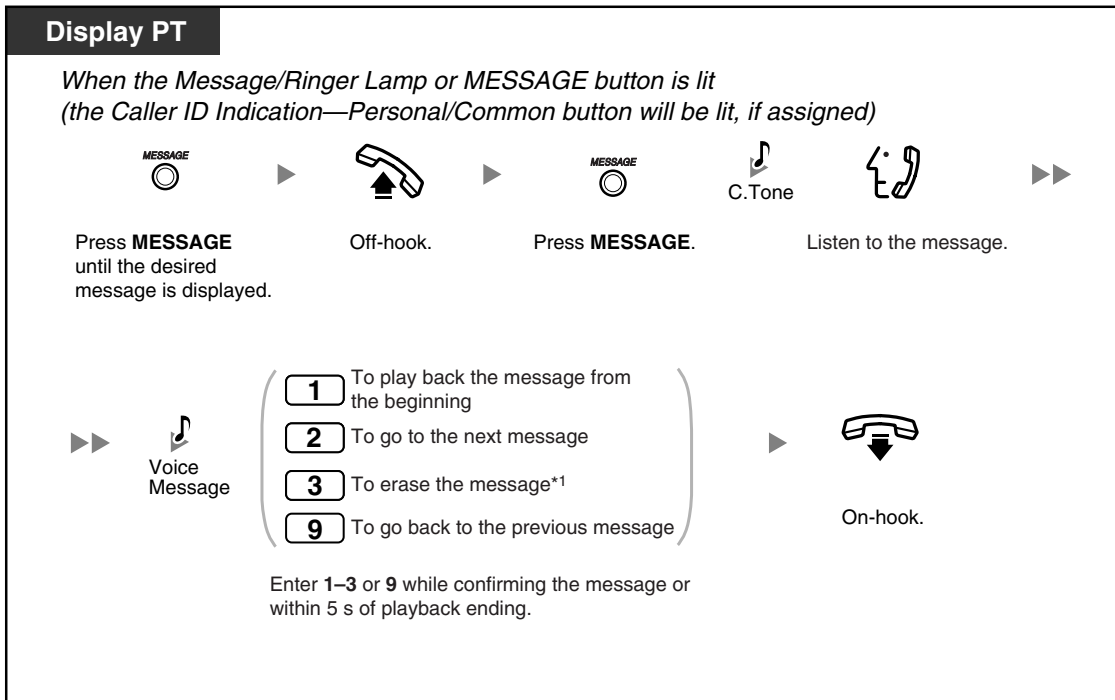 Display PT
When the Message/Ringer Lamp or MESSAGE button is lit
(the Caller ID Indication—Personal/Common button will be lit, if assigned)
MESSAGE
MESSAGE
C.Tone
Press MESSAGE
until the desired
message is displayed.
Off-hook.
Press MESSAGE.
Listen to the message.
Voice
Message
1 To play back the message from
the beginning
2 To go to the next message
3 To erase the message*1
9 To go back to the previous message
On-hook.
Enter 1–3 or 9 while confirming the message or
within 5 s of playback ending.